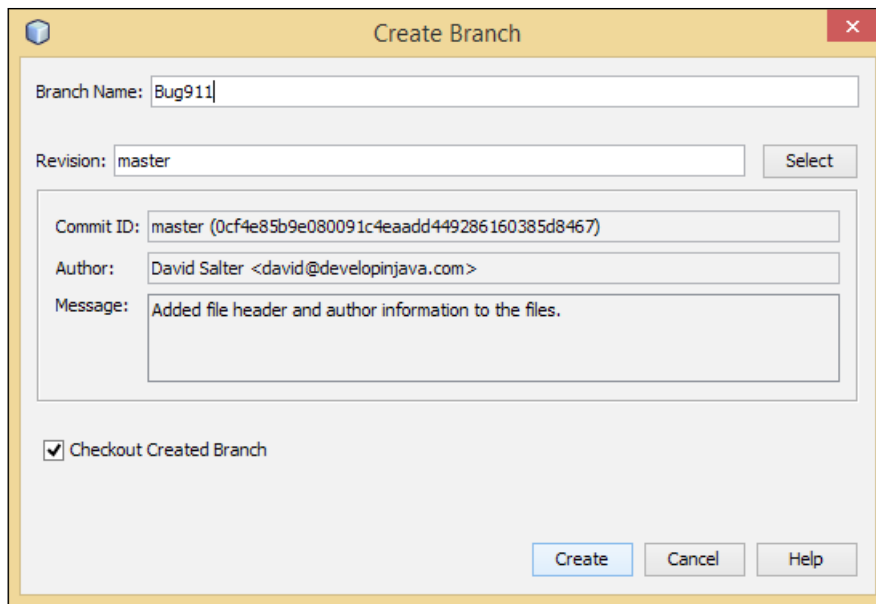 Create Branch
Branch Name: Bug911
Revision: master Select
Commit ID: master (0cf4e85b9e080091c4eaadd449286160385d8467)
Author: David Salter <david@developinjava.com>
Message: Added file header and author information to the files.
Checkout Created Branch
Create Cancel Help